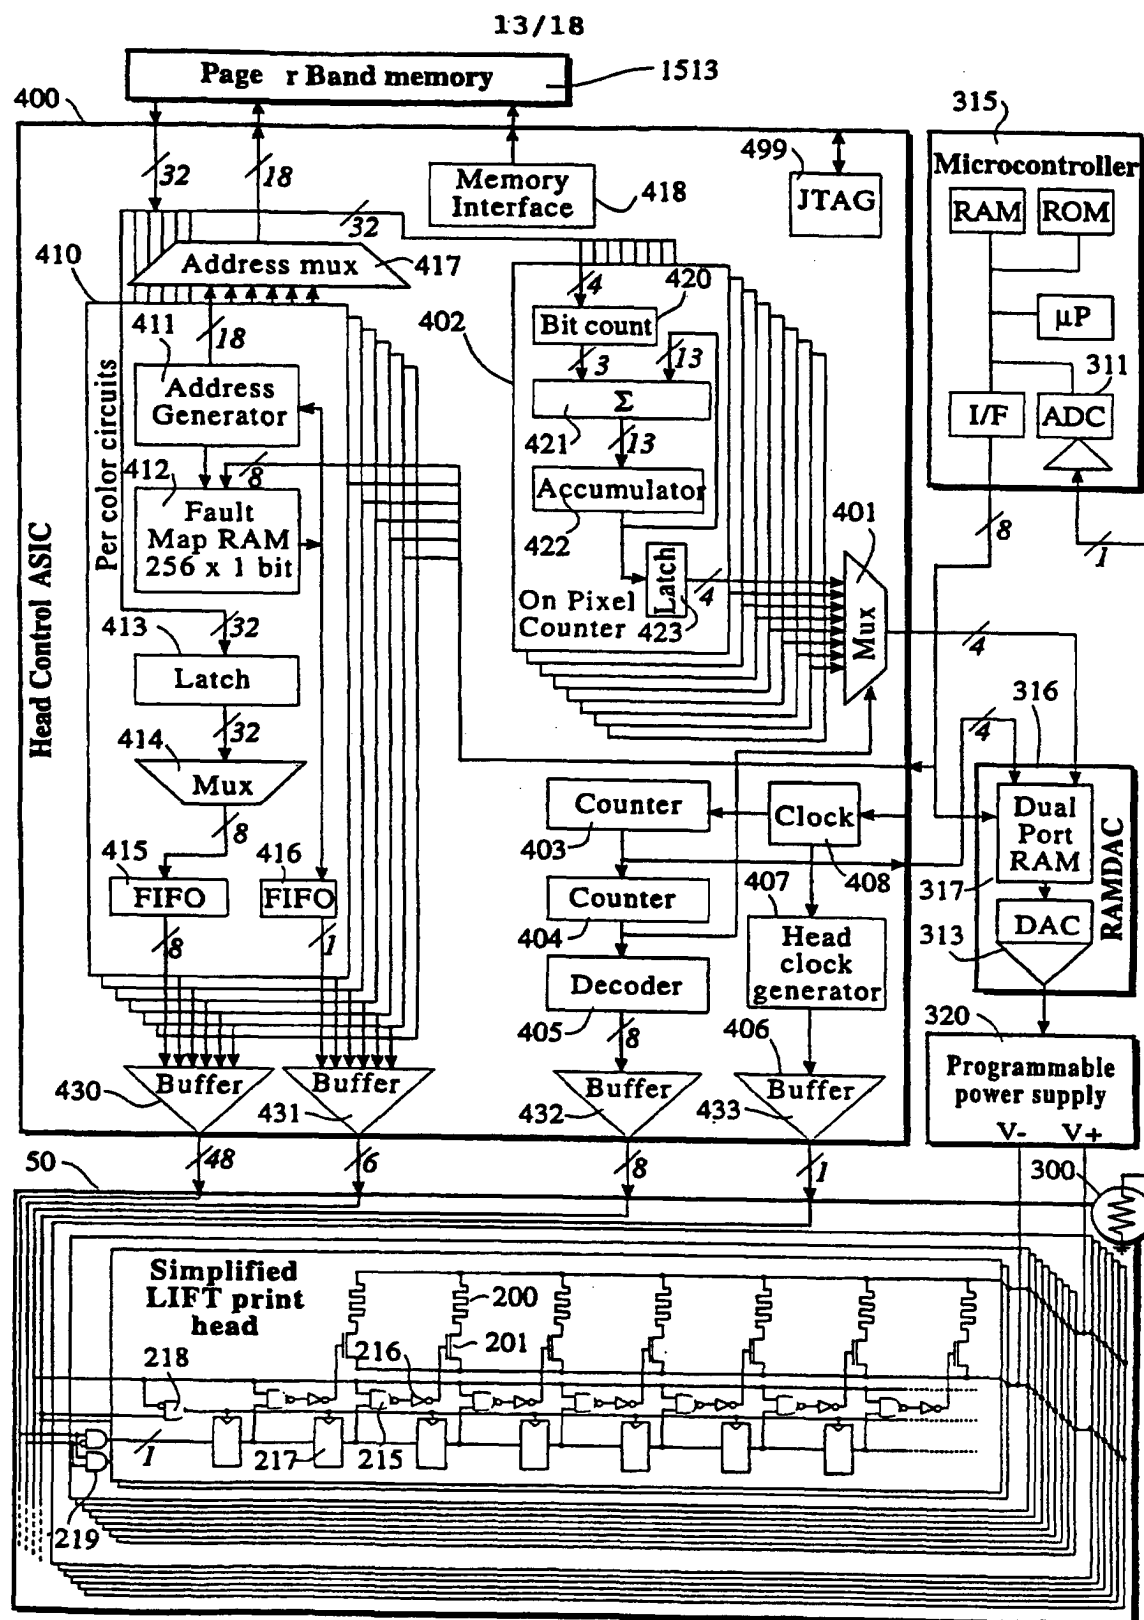 13/18
Page r Band memory
1513
400
32
18
32
Memory
Interface
418
499
JTAG
315
Microcontroller
RAM
ROM
μP
311
I/F
ADC
8
1
410
Address mux
417
411
18
Address
Generator
412
8
Fault
Map RAM
256 x 1 bit
Per color circuits
Head Control ASIC
413
32
Latch
32
414
Mux
8
415
416
FIFO
FIFO
8
1
402
4
420
Bit count
3
13
Σ
421
13
Accumulator
422
Latch
4
423
On Pixel
Counter
401
Mux
4
316
4
Dual
Port
RAM
317
RAMDAC
DAC
313
Counter
403
Clock
408
407
Counter
404
Head
clock
generator
Decoder
405
8
406
320
Programmable
power supply
V-
V+
Buffer
430
Buffer
431
Buffer
432
Buffer
433
48
6
8
1
50
300
Simplified
LIFT print
head
200
201
218
216
1
217
215
219